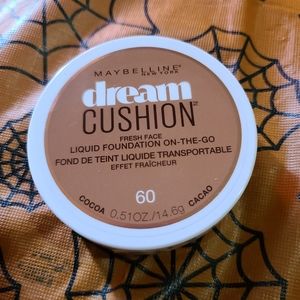 MAYBELLINE
NEW YORK
dream
CUSHION
FRESH FACE
LIQUID FOUNDATION ON-THE-GO
FOND DE TEINT LIQUIDE TRANSPORTABLE
EFFET FRAÎCHEUR
60
COCOA CACAO
0.51OZ./14.6g